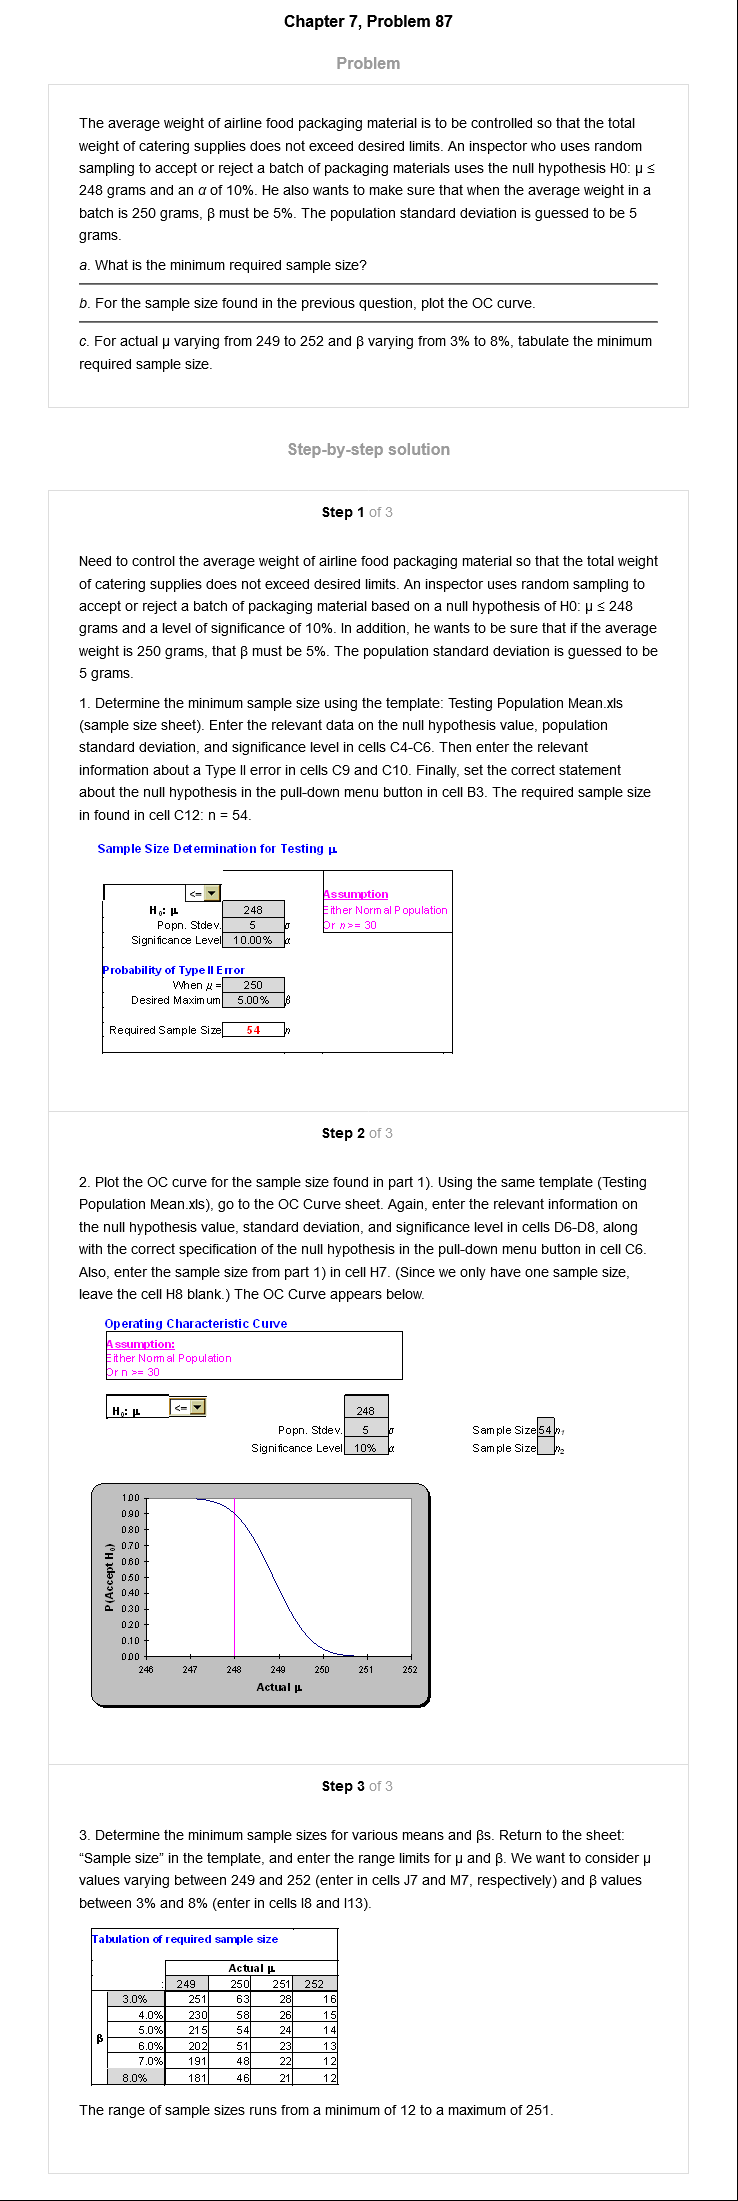 Chapter 7, Problem 87
Problem
The average weight of airline food packaging material is to be controlled so that the total
weight of catering supplies does not exceed desired limits. An inspector who uses random
sampling to accept or reject a batch of packaging materials uses the null hypothesis H0: μ ≤
248 grams and an α of 10%. He also wants to make sure that when the average weight in a
batch is 250 grams, β must be 5%. The population standard deviation is guessed to be 5
grams.
a. What is the minimum required sample size?
b. For the sample size found in the previous question, plot the OC curve.
c. For actual μ varying from 249 to 252 and β varying from 3% to 8%, tabulate the minimum
required sample size.
Step-by-step solution
Step 1 of 3
Need to control the average weight of airline food packaging material so that the total weight
of catering supplies does not exceed desired limits. An inspector uses random sampling to
accept or reject a batch of packaging material based on a null hypothesis of H0: μ ≤ 248
grams and a level of significance of 10%. In addition, he wants to be sure that if the average
weight is 250 grams, that β must be 5%. The population standard deviation is guessed to be
5 grams.
1. Determine the minimum sample size using the template: Testing Population Mean.xls
(sample size sheet). Enter the relevant data on the null hypothesis value, population
standard deviation, and significance level in cells C4-C6. Then enter the relevant
information about a Type II error in cells C9 and C10. Finally, set the correct statement
about the null hypothesis in the pull-down menu button in cell B3. The required sample size
in found in cell C12: n = 54.
Sample Size Determination for Testing μ.
<=
Assumption
H₀: μ 248 Either Normal Population
Popn. Stdev. 5 σ Or n >= 30
Significance Level 10.00% α
Probability of Type II Error
When μ = 250
Desired Maximum 5.00% β
Required Sample Size 54 n
Step 2 of 3
2. Plot the OC curve for the sample size found in part 1). Using the same template (Testing
Population Mean.xls), go to the OC Curve sheet. Again, enter the relevant information on
the null hypothesis value, standard deviation, and significance level in cells D6-D8, along
with the correct specification of the null hypothesis in the pull-down menu button in cell C6.
Also, enter the sample size from part 1) in cell H7. (Since we only have one sample size,
leave the cell H8 blank.) The OC Curve appears below.
Operating Characteristic Curve
Assumption:
Either Normal Population
Or n >= 30
H₀: μ <= 248
Popn. Stdev. 5 σ Sample Size 54 n₁
Significance Level 10% α Sample Size n₂
1.00
0.90
0.80
0.70
0.60
0.50
0.40
0.30
0.20
0.10
0.00
P(Accept H₀)
246 247 248 249 250 251 252
Actual μ
Step 3 of 3
3. Determine the minimum sample sizes for various means and βs. Return to the sheet:
“Sample size” in the template, and enter the range limits for μ and β. We want to consider μ
values varying between 249 and 252 (enter in cells J7 and M7, respectively) and β values
between 3% and 8% (enter in cells I8 and I13).
Tabulation of required sample size
Actual μ
: 249 250 251 252
3.0% 251 63 28 16
4.0% 230 58 26 15
5.0% 215 54 24 14
β 6.0% 202 51 23 13
7.0% 191 48 22 12
8.0% 181 46 21 12
The range of sample sizes runs from a minimum of 12 to a maximum of 251.